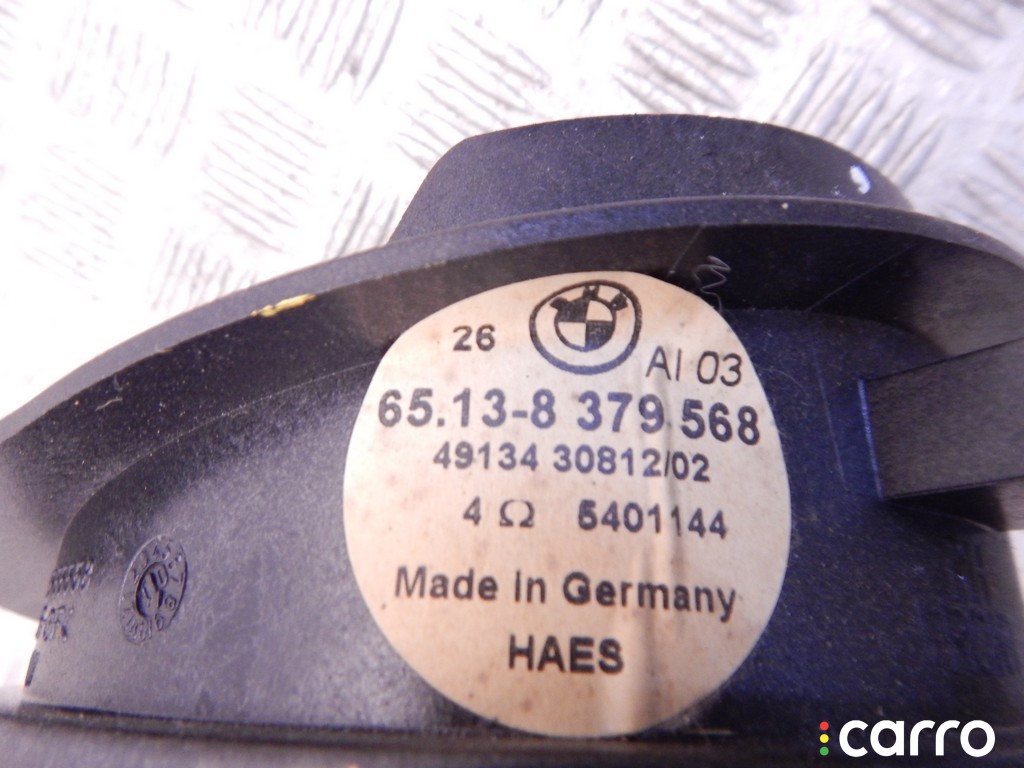 26
AI 03
65.13-8 379 568
49134 30812/02
4 Ω 5401144
Made In Germany
HAES
carro